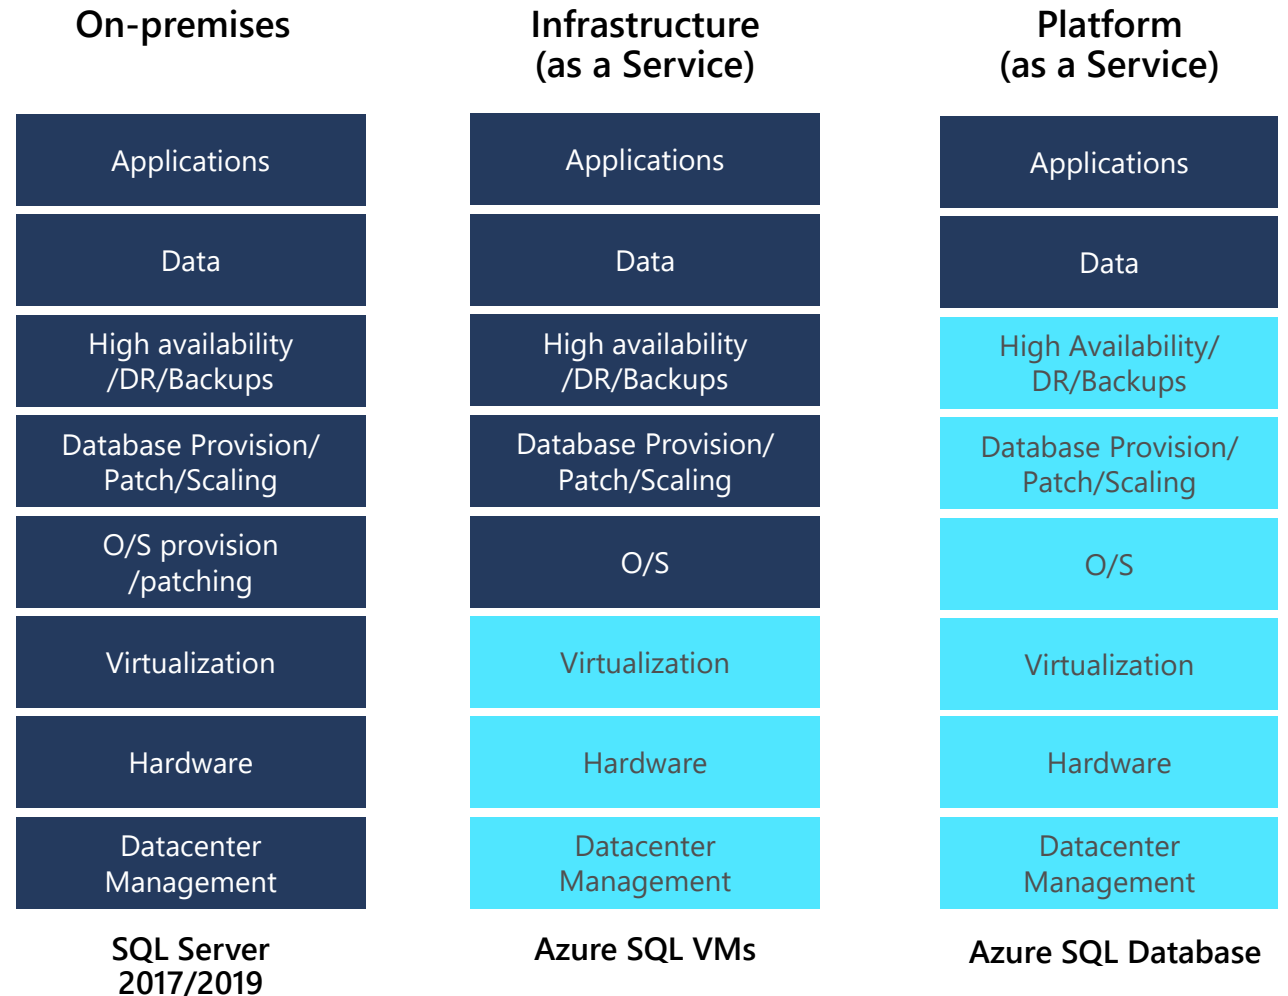 On-premises
Applications
Data
High availability
/DR/Backups
Database Provision/
Patch/Scaling
O/S provision
/patching
Virtualization
Hardware
Datacenter
Management
SQL Server
2017/2019
Infrastructure
(as a Service)
Applications
Data
High availability
/DR/Backups
Database Provision/
Patch/Scaling
O/S
Virtualization
Hardware
Datacenter
Management
Azure SQL VMs
Platform
(as a Service)
Applications
Data
High Availability/
DR/Backups
Database Provision/
Patch/Scaling
O/S
Virtualization
Hardware
Datacenter
Management
Azure SQL Database